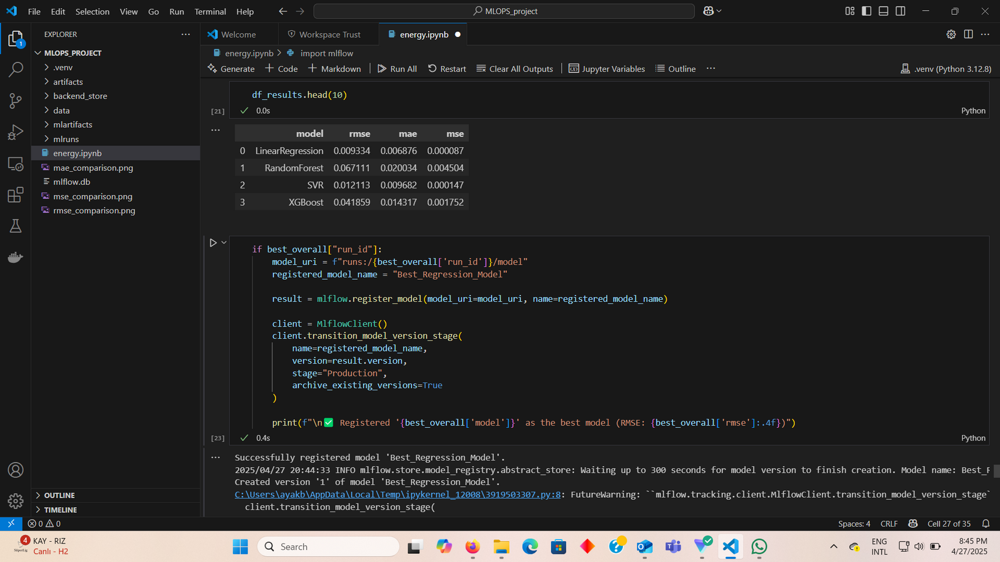 File Edit Selection View Go Run Terminal Help
MLOPS_project
EXPLORER
MLOPS_PROJECT
.venv
artifacts
backend_store
data
mlartifacts
mlruns
energy.ipynb
mae_comparison.png
mlflow.db
mse_comparison.png
rmse_comparison.png
OUTLINE
TIMELINE
1
Welcome Workspace Trust energy.ipynb
energy.ipynb > import mlflow
Generate + Code + Markdown Run All Restart Clear All Outputs Jupyter Variables Outline ... .venv (Python 3.12.8)
df_results.head(10)
[21] 0.0s Python
model rmse mae mse
0 LinearRegression 0.009334 0.006876 0.000087
1 RandomForest 0.067111 0.020034 0.004504
2 SVR 0.012113 0.009682 0.000147
3 XGBoost 0.041859 0.014317 0.001752
if best_overall["run_id"]:
model_uri = f"runs:/{best_overall['run_id']}/model"
registered_model_name = "Best_Regression_Model"
result = mlflow.register_model(model_uri=model_uri, name=registered_model_name)
client = MlflowClient()
client.transition_model_version_stage(
name=registered_model_name,
version=result.version,
stage="Production",
archive_existing_versions=True
)
print(f"\n✅ Registered '{best_overall['model']}' as the best model (RMSE: {best_overall['rmse']:.4f})")
[23] 0.4s Python
Successfully registered model 'Best_Regression_Model'.
2025/04/27 20:44:33 INFO mlflow.store.model_registry.abstract_store: Waiting up to 300 seconds for model version to finish creation. Model name: Best_R
Created version '1' of model 'Best_Regression_Model'.
C:\Users\ayakb\AppData\Local\Temp\ipykernel_12008\3919503307.py:8: FutureWarning: ``mlflow.tracking.client.MlflowClient.transition_model_version_stage`
client.transition_model_version_stage(
0 0 Spaces: 4 CRLF Cell 27 of 35
4 KAY - RIZ
Canlı - H2
Search
ENG
INTL
8:45 PM
4/27/2025